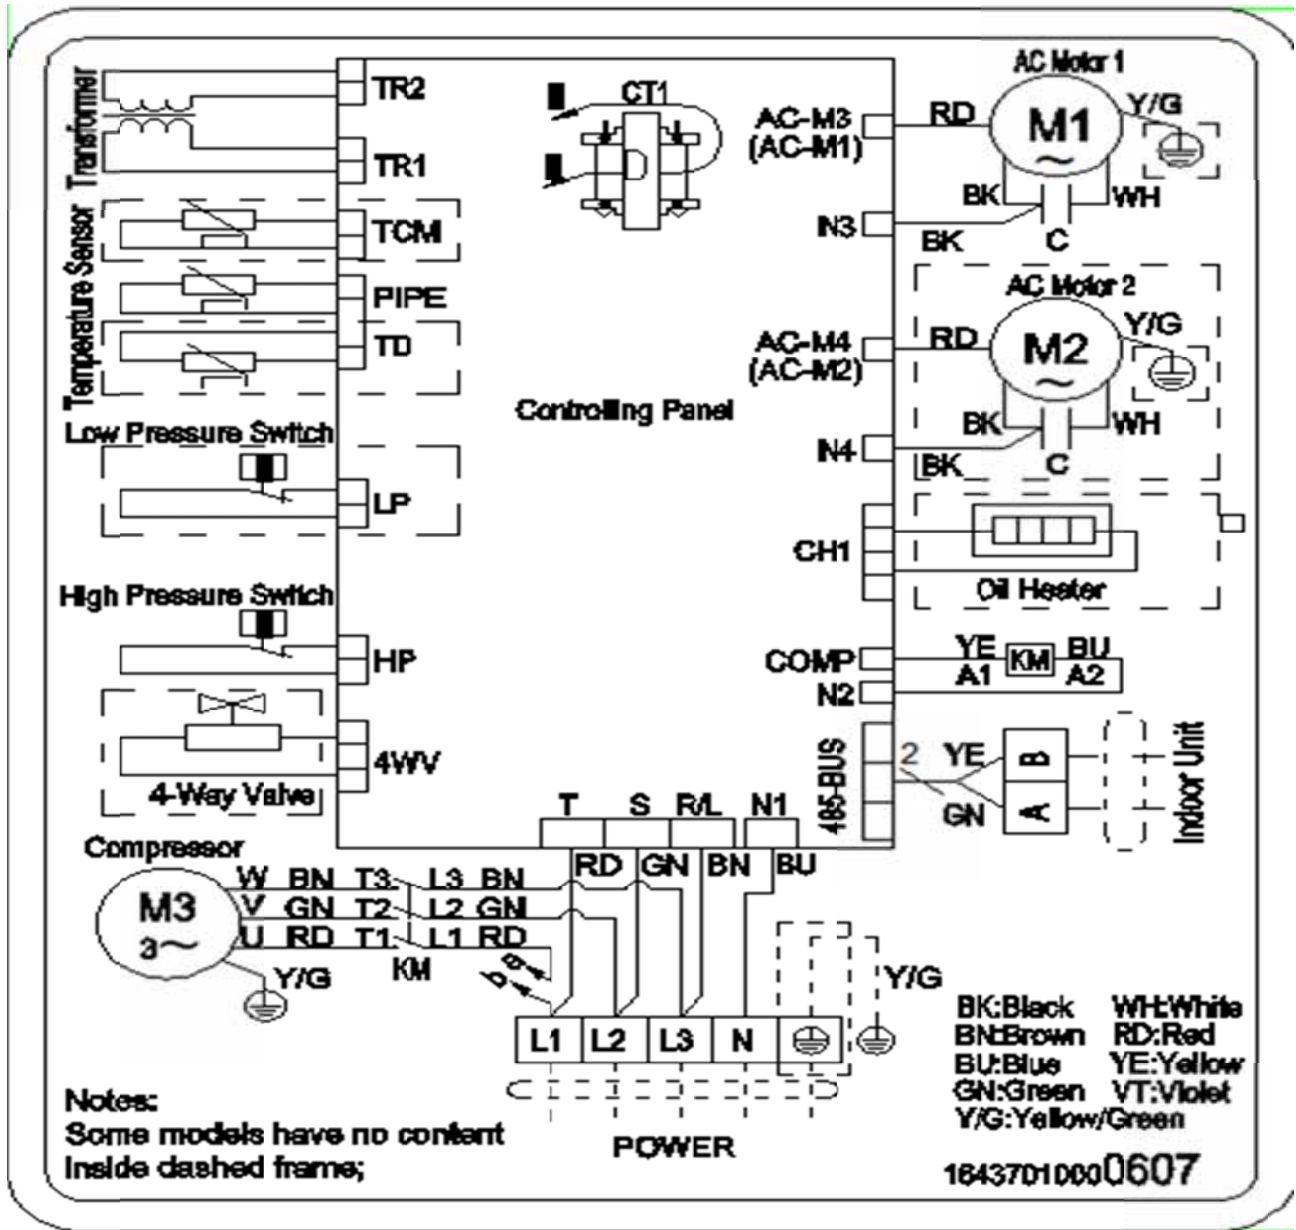 Transformer
TR2
TR1
CT1
AC-M3
(AC-M1)
RD
AC Motor 1
M1
Y/G
BK
WH
N3
BK
C
Temperature Sensor
TCM
PIPE
TD
AC-M4
(AC-M2)
RD
AC Motor 2
M2
Y/G
BK
WH
N4
BK
C
Controlling Panel
Low Pressure Switch
LP
CH1
Oil Heater
High Pressure Switch
HP
COMP
YE
KM
BU
A1
A2
N2
4WV
4-Way Valve
485-BUS
2
YE
B
GN
A
Indoor Unit
T
S
R/L
N1
RD
GN
BN
BU
Compressor
M3
3~
W BN T3 L3 BN
V GN T2 L2 GN
U RD T1 L1 RD
Y/G
KM
a
b
Y/G
L1
L2
L3
N
POWER
BK:Black WH:White
BN:Brown RD:Red
BU:Blue YE:Yellow
GN:Green VT:Violet
Y/G:Yellow/Green
Notes:
Some models have no content
Inside dashed frame;
16437010000607